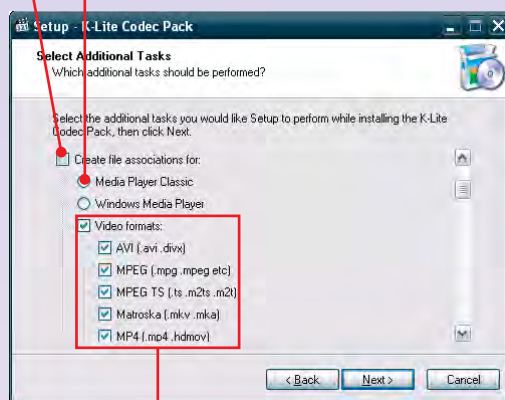 Setup - K-Lite Codec Pack
Select Additional Tasks
Which additional tasks should be performed?
Select the additional tasks you would like Setup to perform while installing the K-Lite
Codec Pack, then click Next.
Create file associations for:
Media Player Classic
Windows Media Player
Video formats:
AVI (.avi .divx)
MPEG (.mpg .mpeg etc)
MPEG TS (.ts .m2ts .m2t)
Matroska (.mkv .mka)
MP4 (.mp4 .hdmov)
< Back
Next >
Cancel